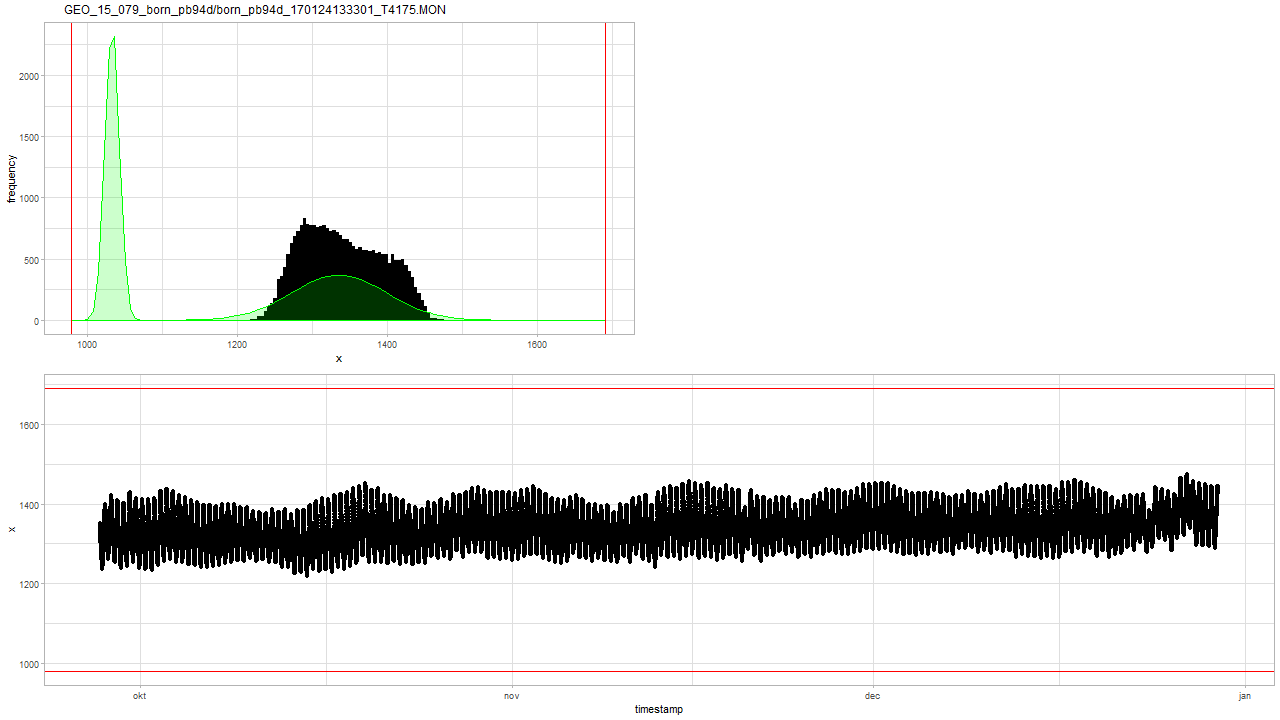 GEO_15_079_born_pb94d/born_pb94d_170124133301_T4175.MON
2000
1500
1000
500
0
frequency
1000 1200 1400 1600
x
1600
1400
1200
1000
x
okt nov dec jan
timestamp